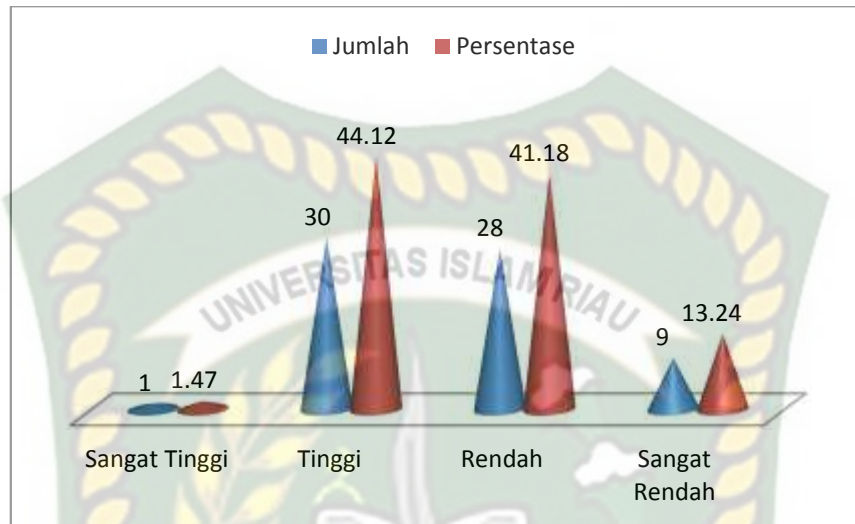 Jumlah Persentase
44.12
41.18
30
28
13.24
9
1 1.47
UNIVERSITAS ISLAM RIAU
Sangat Tinggi Tinggi Rendah Sangat
Rendah